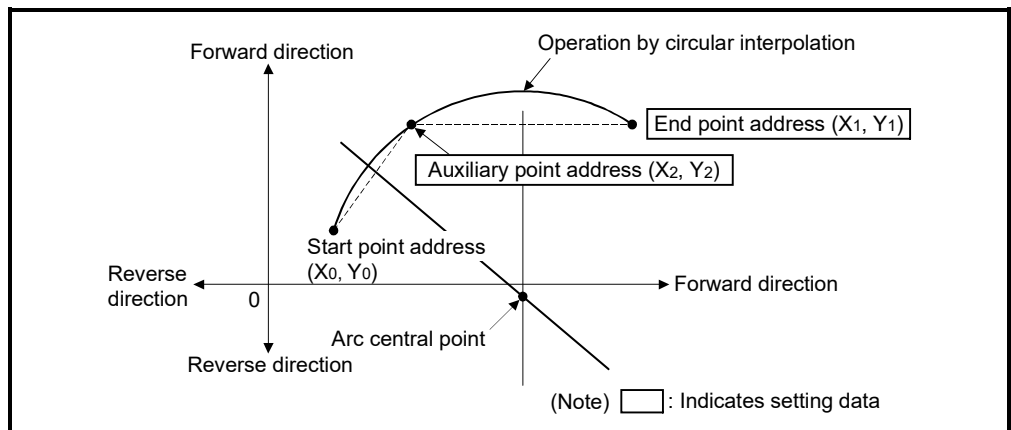 Operation by circular interpolation
Forward direction
End point address (X1, Y1)
Auxiliary point address (X2, Y2)
Start point address
(X0, Y0)
Reverse
direction
0
Forward direction
Arc central point
Reverse direction
(Note) : Indicates setting data